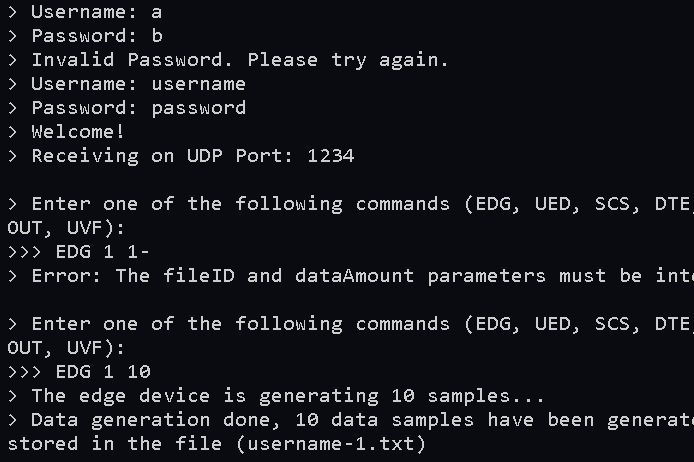 > Username: a
> Password: b
> Invalid Password. Please try again.
> Username: username
> Password: password
> Welcome!
> Receiving on UDP Port: 1234
> Enter one of the following commands (EDG, UED, SCS, DTE,
OUT, UVF):
>>> EDG 1 1-
> Error: The fileID and dataAmount parameters must be inte
> Enter one of the following commands (EDG, UED, SCS, DTE,
OUT, UVF):
>>> EDG 1 10
> The edge device is generating 10 samples...
> Data generation done, 10 data samples have been generate
stored in the file (username-1.txt)